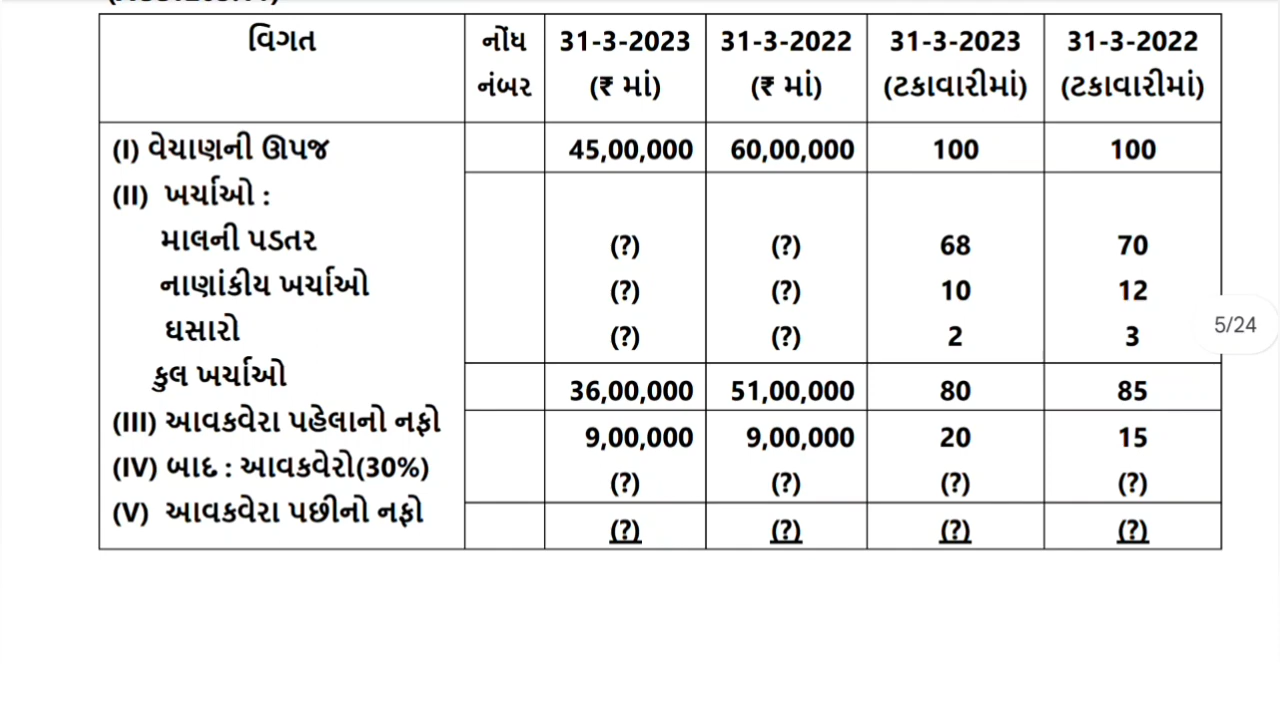 વિગત નોંધ નંબર 31-3-2023 (₹ માં) 31-3-2022 (₹ માં) 31-3-2023 (ટકાવારીમાં) 31-3-2022 (ટકાવારીમાં)
(I) વેચાણની ઊપજ 45,00,000 60,00,000 100 100
(II) ખર્ચાઓ :
માલની પડતર (?) (?) 68 70
નાણાંકીય ખર્ચાઓ (?) (?) 10 12
ઘસારો (?) (?) 2 3
5/24
કુલ ખર્ચાઓ 36,00,000 51,00,000 80 85
(III) આવકવેરા પહેલાનો નફો 9,00,000 9,00,000 20 15
(IV) બાદ : આવકવેરો(30%) (?) (?) (?) (?)
(V) આવકવેરા પછીનો નફો (?) (?) (?) (?)